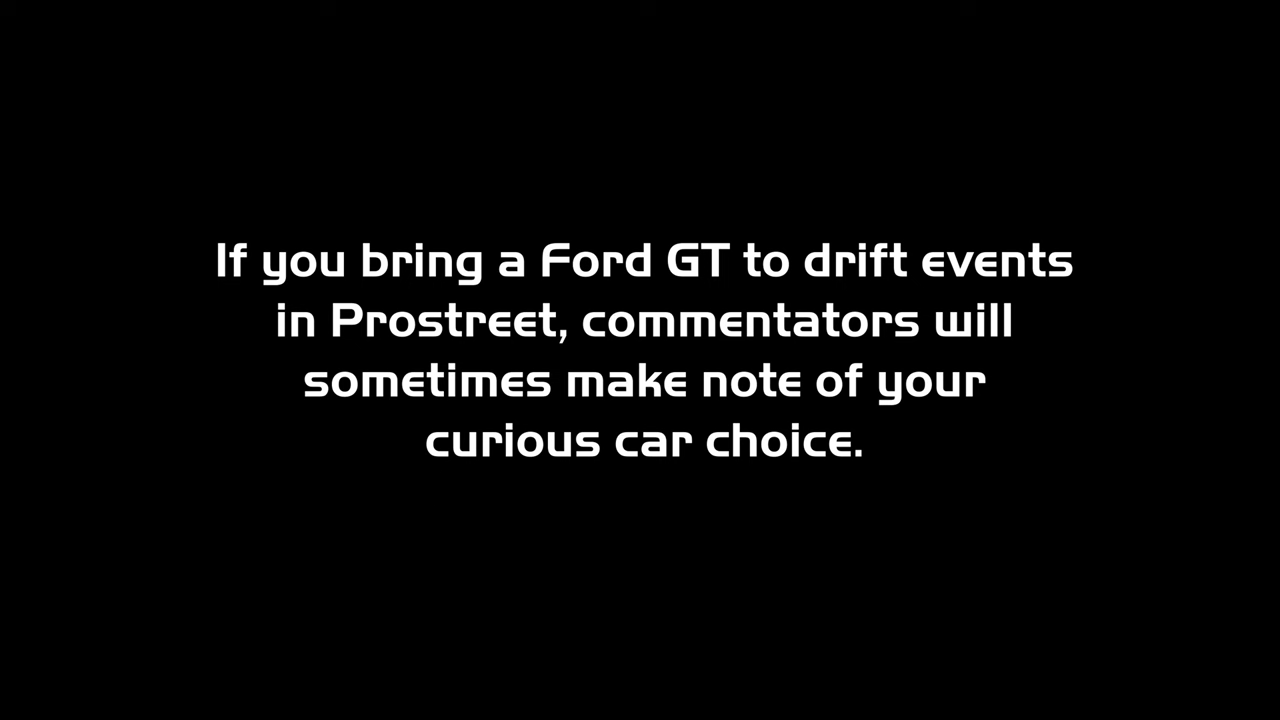 If you bring a Ford GT to drift events
in Prostreet, commentators will
sometimes make note of your
curious car choice.